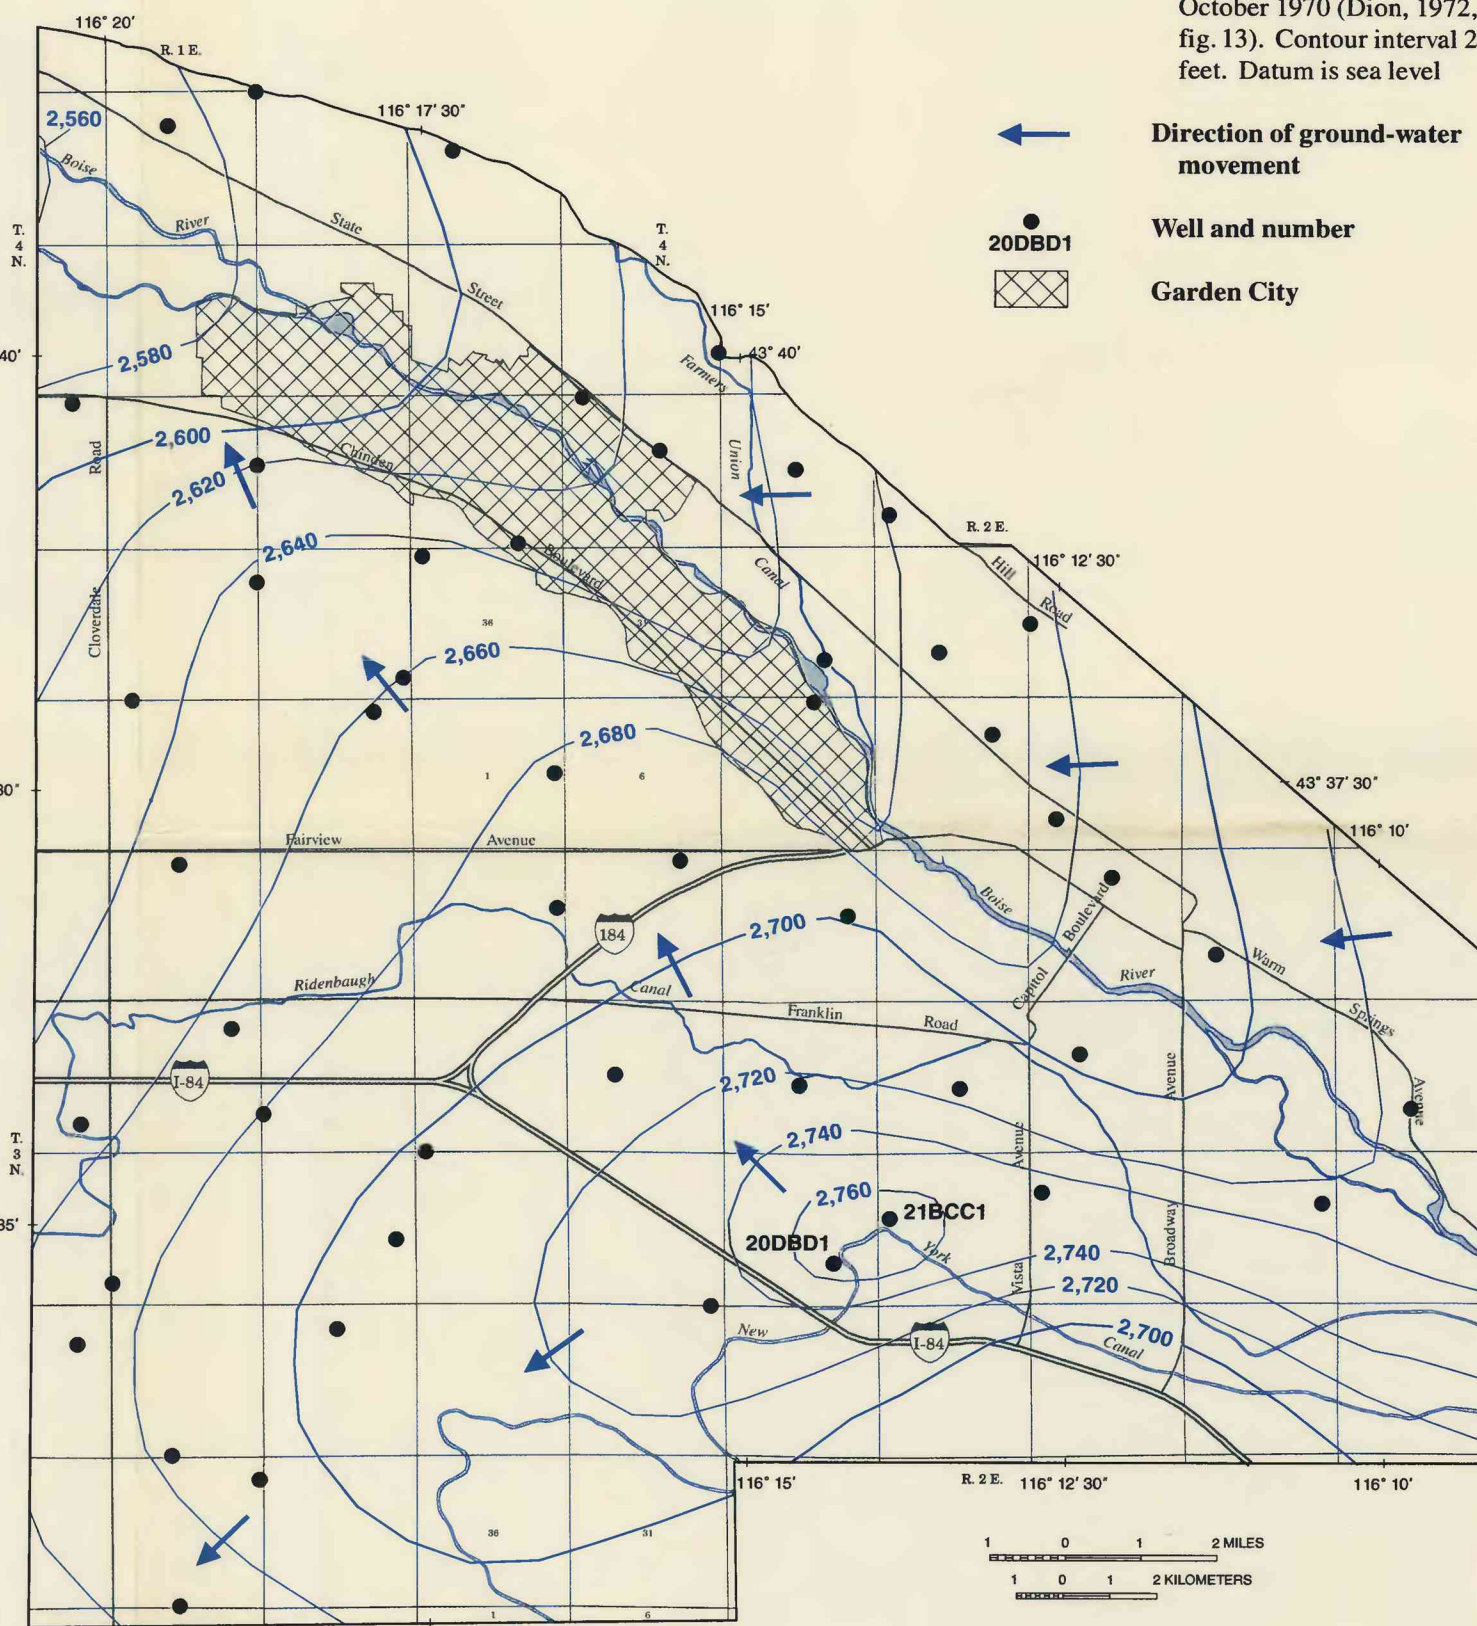 October 1970 (Dion, 1972,
fig. 13). Contour interval 2
feet. Datum is sea level
Direction of ground-water
movement
20DBD1
Well and number
Garden City
116° 20'
R. 1 E.
116° 17' 30"
2,560
Boise
River
State
Street
T.
4
N.
T.
4
N.
116° 15'
43° 40'
40'
Farmers
Union
Canal
2,580
2,600
2,620
2,640
Road
Cloverdale
Chinden
Boulevard
36
31
R. 2 E.
116° 12' 30"
Hill
Road
2,660
2,680
1
6
30"
43° 37' 30"
116° 10'
Fairview
Avenue
184
Boise
River
Capitol
Boulevard
Warm
Springs
Avenue
2,700
Ridenbaugh
Canal
Franklin
Road
I-84
2,720
2,740
2,760
T.
3
N.
35'
21BCC1
20DBD1
York
Avenue
Vista
Avenue
Broadway
2,740
2,720
2,700
New
I-84
Canal
116° 15'
R. 2 E.
116° 12' 30"
116° 10'
36
31
1
6
1
0
1
2 MILES
1
0
1
2 KILOMETERS